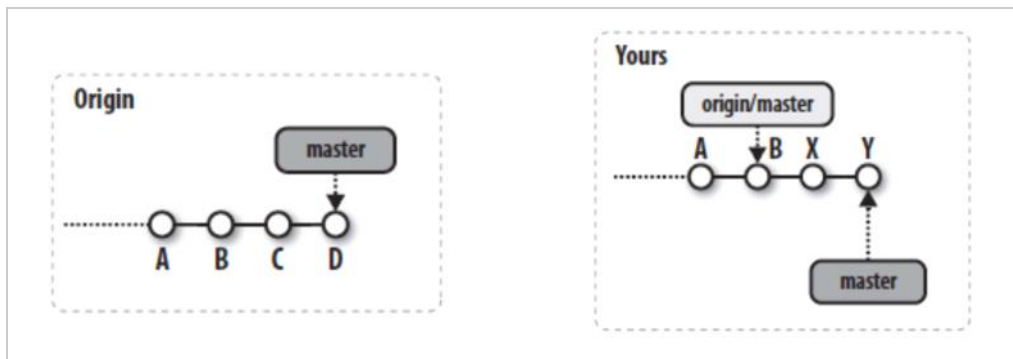 Origin
master
A B C D
Yours
origin/master
A B X Y
master